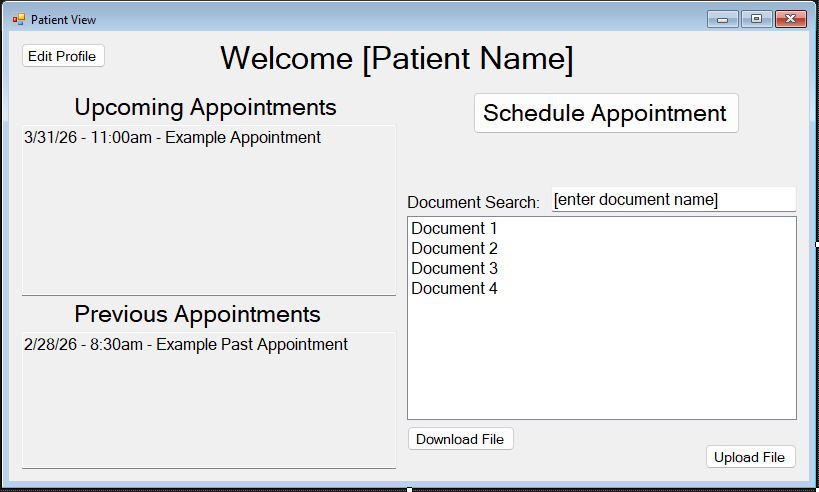 Patient View
Edit Profile
Welcome [Patient Name]
Upcoming Appointments
3/31/26 - 11:00am - Example Appointment
Schedule Appointment
Document Search:
[enter document name]
Document 1
Document 2
Document 3
Document 4
Previous Appointments
2/28/26 - 8:30am - Example Past Appointment
Download File
Upload File